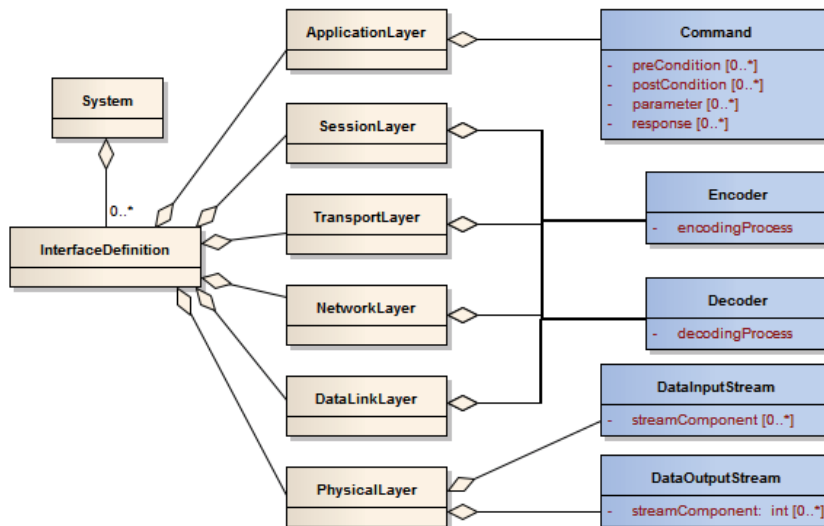 ApplicationLayer
Command
- preCondition [0..*]
- postCondition [0..*]
- parameter [0..*]
- response [0..*]
System
SessionLayer
0..*
TransportLayer
Encoder
- encodingProcess
InterfaceDefinition
NetworkLayer
Decoder
- decodingProcess
DataLinkLayer
DataInputStream
- streamComponent [0..*]
PhysicalLayer
DataOutputStream
- streamComponent: int [0..*]